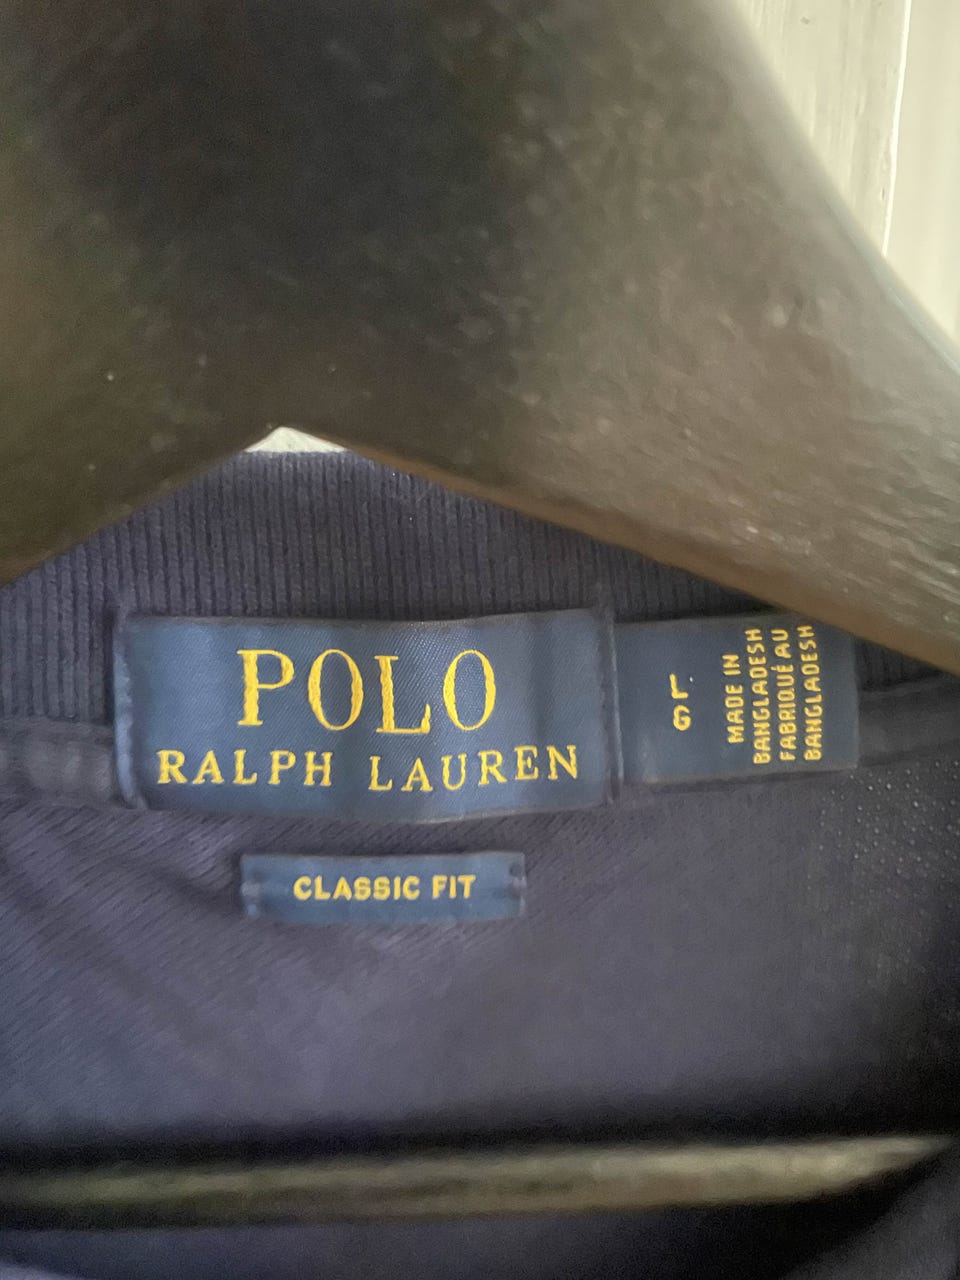 POLO
RALPH LAUREN
CLASSIC FIT
MADE IN
BANGLADESH
FABRIQUÉ AU
BANGLADESH